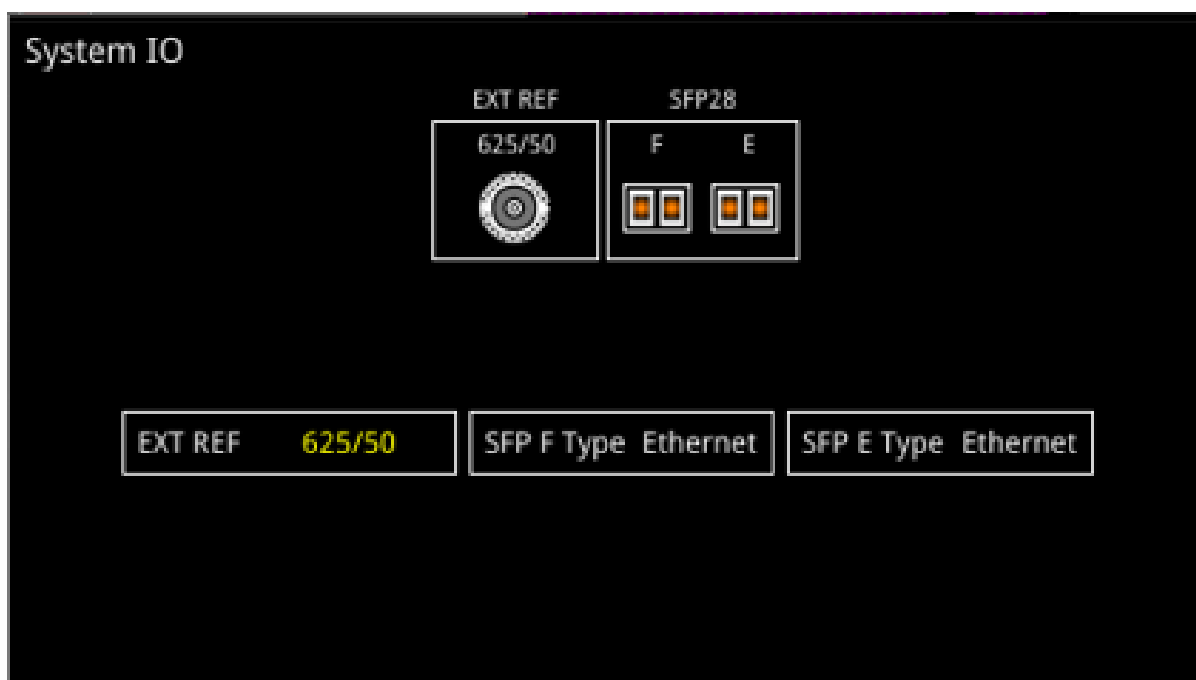 System IO
EXT REF SFP28
625/50 F E
EXT REF 625/50 SFP F Type Ethernet SFP E Type Ethernet